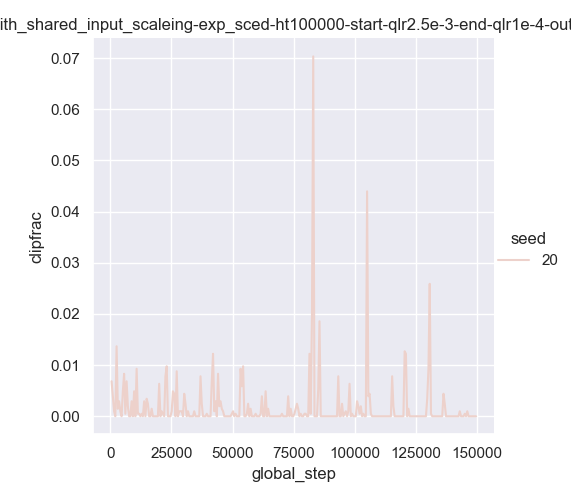 ith_shared_input_scaleing-exp_sced-ht100000-start-qlr2.5e-3-end-qlr1e-4-out
0.07
0.06
0.05
0.04
0.03
0.02
0.01
0.00
clipfrac
0 25000 50000 75000 100000 125000 150000
global_step
seed
20